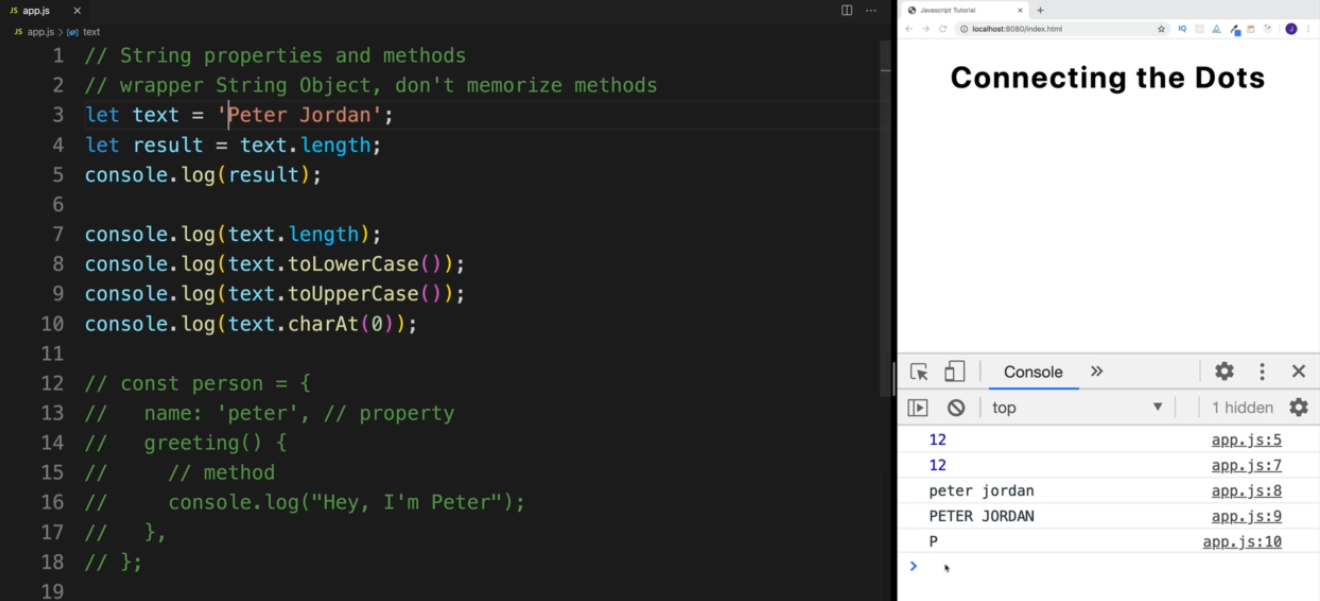 JS app.js ×
JS app.js > text
1 // String properties and methods
2 // wrapper String Object, don't memorize methods
3 let text = 'Peter Jordan';
4 let result = text.length;
5 console.log(result);
6
7 console.log(text.length);
8 console.log(text.toLowerCase());
9 console.log(text.toUpperCase());
10 console.log(text.charAt(0));
11
12 // const person = {
13 //   name: 'peter', // property
14 //   greeting() {
15 //     // method
16 //     console.log("Hey, I'm Peter");
17 //   },
18 // };
19
Javascript Tutorial
localhost:8080/index.html
IQ
J
Connecting the Dots
Console »
top 1 hidden
12 app.js:5
12 app.js:7
peter jordan app.js:8
PETER JORDAN app.js:9
P app.js:10
>